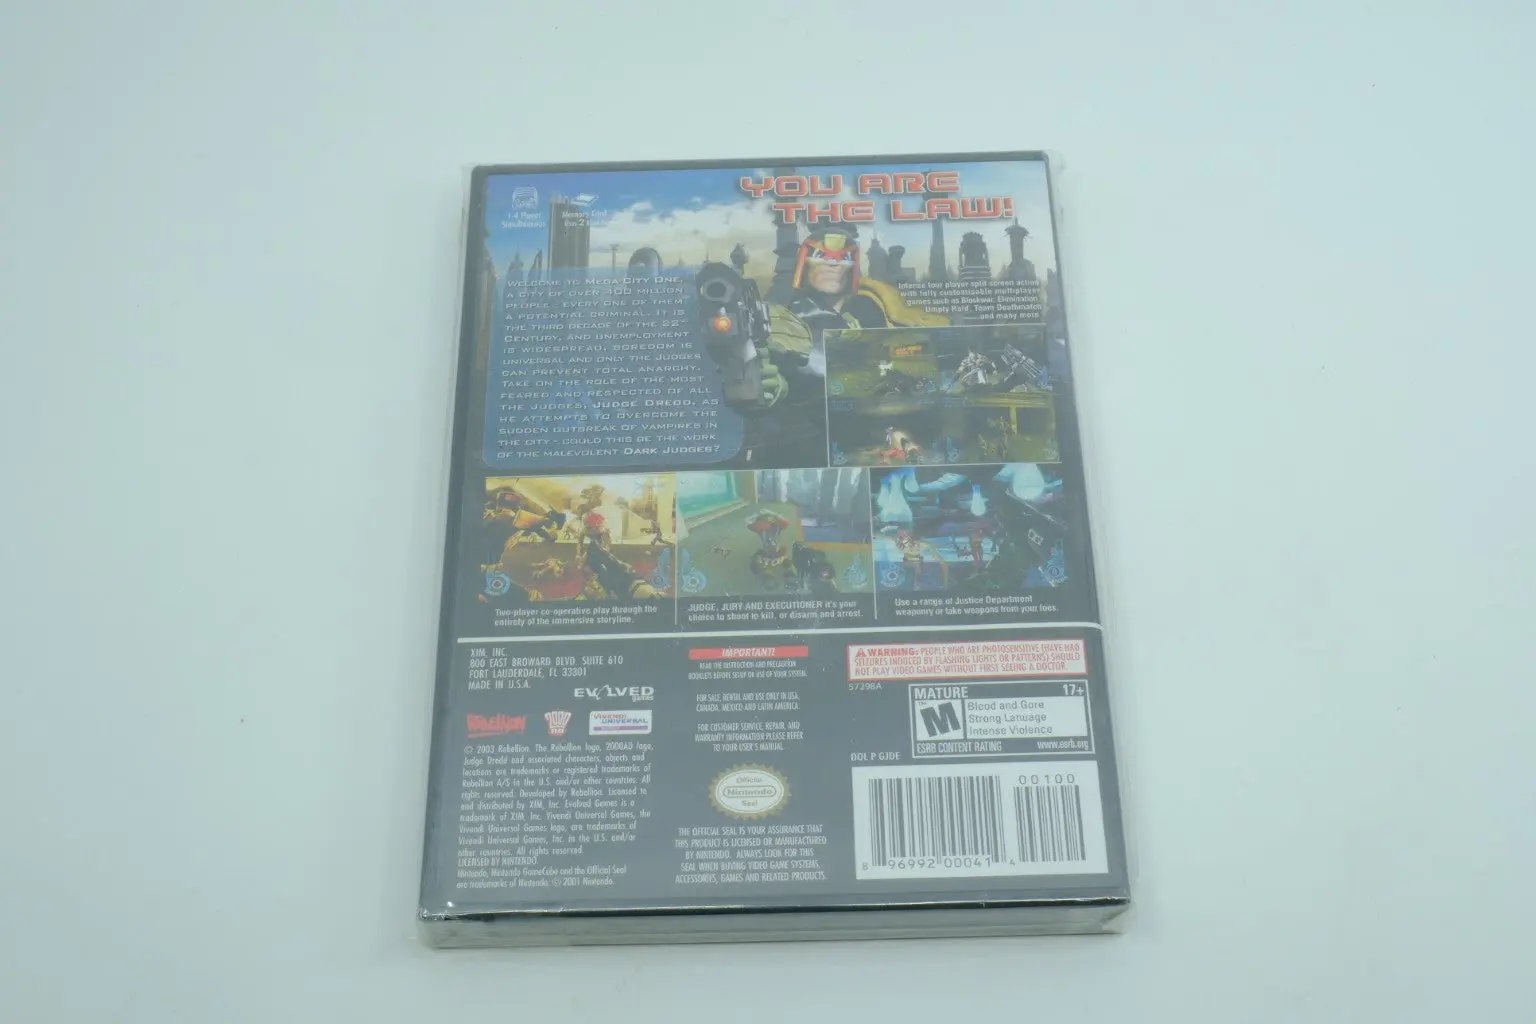 YOU ARE
THE LAW!
1-4 Player
Simultaneous
Memory Card
Uses 2
WELCOME TO MEGA-CITY ONE,
A CITY OF OVER 400 MILLION
PEOPLE - EVERY ONE OF THEM
A POTENTIAL CRIMINAL. IT IS
THE THIRD DECADE OF THE 22ND
CENTURY, AND UNEMPLOYMENT
IS WIDESPREAD, BOREDOM IS
UNIVERSAL AND ONLY THE JUDGES
CAN PREVENT TOTAL ANARCHY.
TAKE ON THE ROLE OF THE MOST
FEARED AND RESPECTED OF ALL
THE JUDGES, JUDGE DREDD, AS
HE ATTEMPTS TO OVERCOME THE
SUDDEN OUTBREAK OF VAMPIRES IN
THE CITY - COULD THIS BE THE WORK
OF THE MALEVOLENT DARK JUDGES?
Intense four player split screen action
with fully customisable multiplayer
games such as Blockwar, Elimination,
Umpty Raid, Team Deathmatch
and many more
Two-player co-operative play through the
entirety of the immersive storyline.
JUDGE, JURY AND EXECUTIONER it's your
choice to shoot to kill, or disarm and arrest.
Use a range of Justice Department
weaponry or take weapons from your foes.
XIM, INC.
800 EAST BROWARD BLVD. SUITE 610
FORT LAUDERDALE, FL 33301
MADE IN U.S.A.
EVOLVED
games
REBELLION
2000
AD
VIVENDI
UNIVERSAL
© 2003 Rebellion. The Rebellion logo, 2000AD logo,
Judge Dredd and associated characters, objects and
locations are trademarks or registered trademarks of
Rebellion A/S in the U.S. and/or other countries. All
rights reserved. Developed by Rebellion. Licensed to
and distributed by XIM, Inc. Evolved Games is a
trademark of XIM, Inc. Vivendi Universal Games, the
Vivendi Universal Games logo, are trademarks of
Vivendi Universal Games, Inc. in the U.S. and/or
other countries. All rights reserved.
LICENSED BY NINTENDO
Nintendo, Nintendo GameCube and the Official Seal
are trademarks of Nintendo. © 2001 Nintendo.
IMPORTANT!
READ THE INSTRUCTION AND PRECAUTION
BOOKLETS BEFORE SETUP OR USE OF YOUR SYSTEM.
FOR SALE, RENTAL AND USE ONLY IN USA,
CANADA, MEXICO AND LATIN AMERICA.
FOR CUSTOMER SERVICE, REPAIR, AND
WARRANTY INFORMATION PLEASE REFER
TO YOUR USER'S MANUAL.
Official
Nintendo
Seal
THE OFFICIAL SEAL IS YOUR ASSURANCE THAT
THIS PRODUCT IS LICENSED OR MANUFACTURED
BY NINTENDO. ALWAYS LOOK FOR THIS
SEAL WHEN BUYING VIDEO GAME SYSTEMS,
ACCESSORIES, GAMES AND RELATED PRODUCTS.
WARNING: PEOPLE WHO ARE PHOTOSENSITIVE (HAVE HAD
SEIZURES INDUCED BY FLASHING LIGHTS OR PATTERNS) SHOULD
NOT PLAY VIDEO GAMES WITHOUT FIRST SEEING A DOCTOR.
57298A
MATURE 17+
M
Blood and Gore
Strong Lanuage
Intense Violence
ESRB CONTENT RATING www.esrb.org
DOL P GJDE
00100
8 96992 00041 4